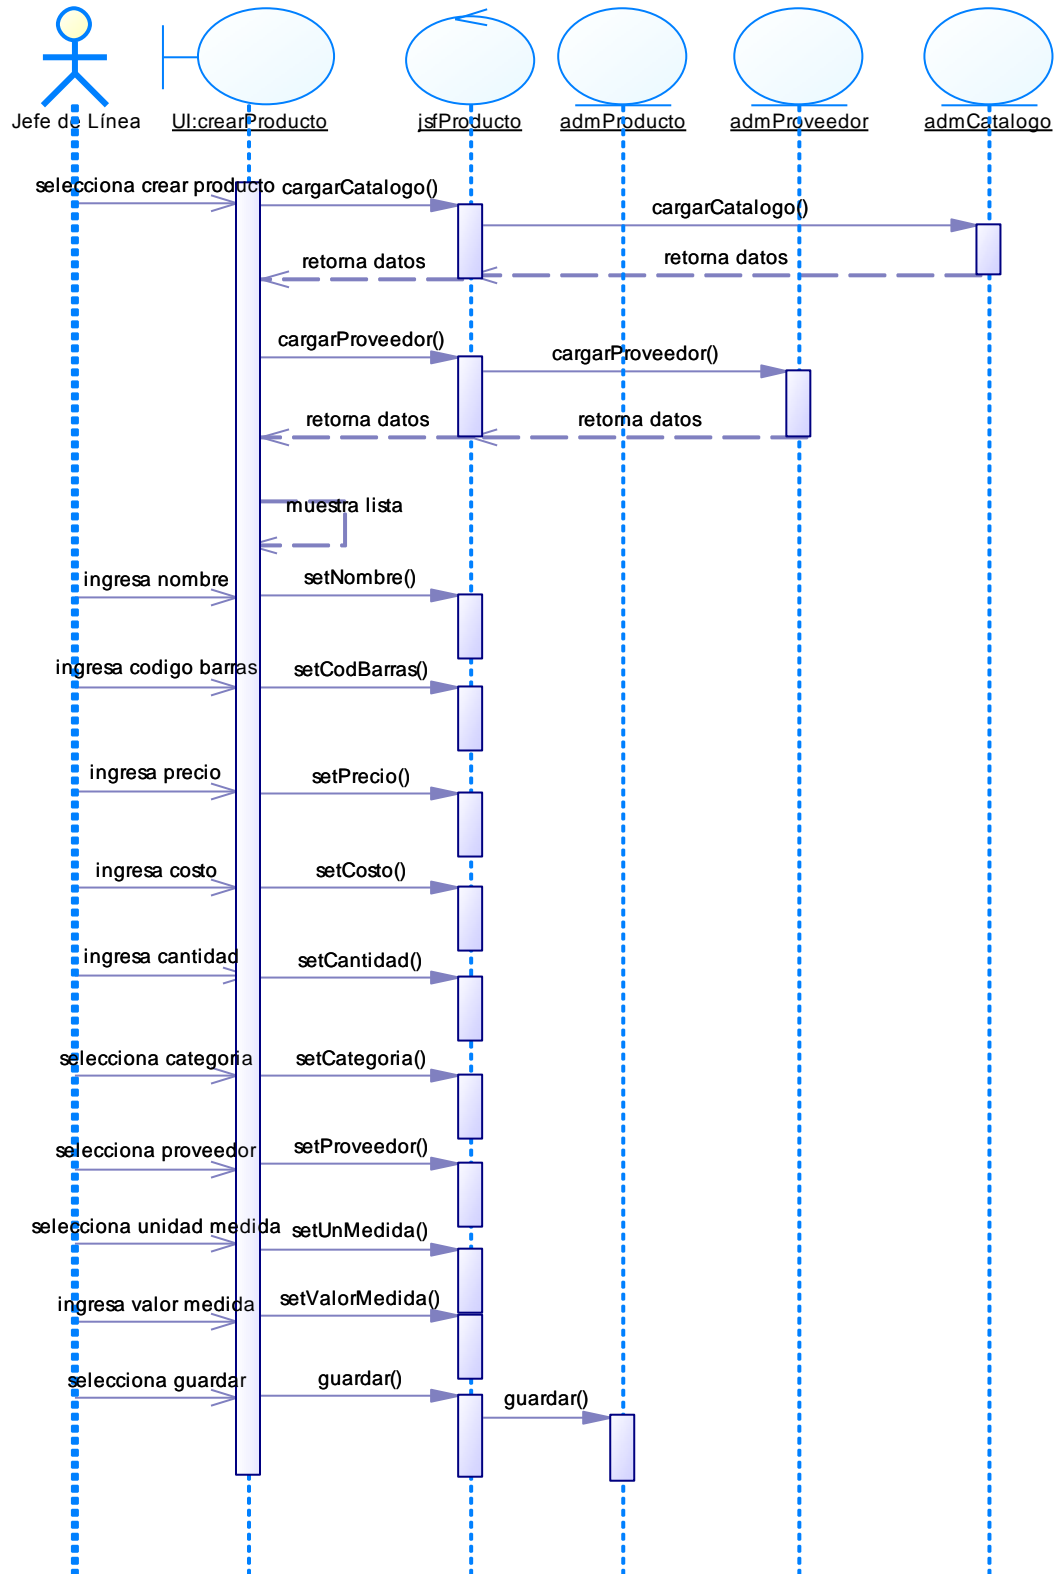 Jefe de Línea
UI:crearProducto
jsfProducto
admProducto
admProveedor
admCatalogo
selecciona crear producto
cargarCatalogo()
cargarCatalogo()
retorna datos
retorna datos
cargarProveedor()
cargarProveedor()
retorna datos
retorna datos
muestra lista
ingresa nombre
setNombre()
ingresa codigo barras
setCodBarras()
ingresa precio
setPrecio()
ingresa costo
setCosto()
ingresa cantidad
setCantidad()
selecciona categoria
setCategoria()
selecciona proveedor
setProveedor()
selecciona unidad medida
setUnMedida()
ingresa valor medida
setValorMedida()
selecciona guardar
guardar()
guardar()